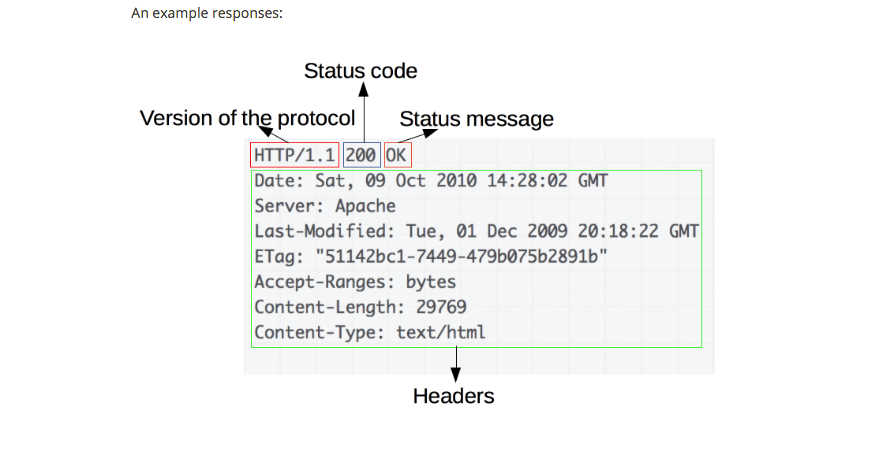 An example responses:
Status code
Version of the protocol
Status message
HTTP/1.1 200 OK
Date: Sat, 09 Oct 2010 14:28:02 GMT
Server: Apache
Last-Modified: Tue, 01 Dec 2009 20:18:22 GMT
ETag: "51142bc1-7449-479b075b2891b"
Accept-Ranges: bytes
Content-Length: 29769
Content-Type: text/html
Headers